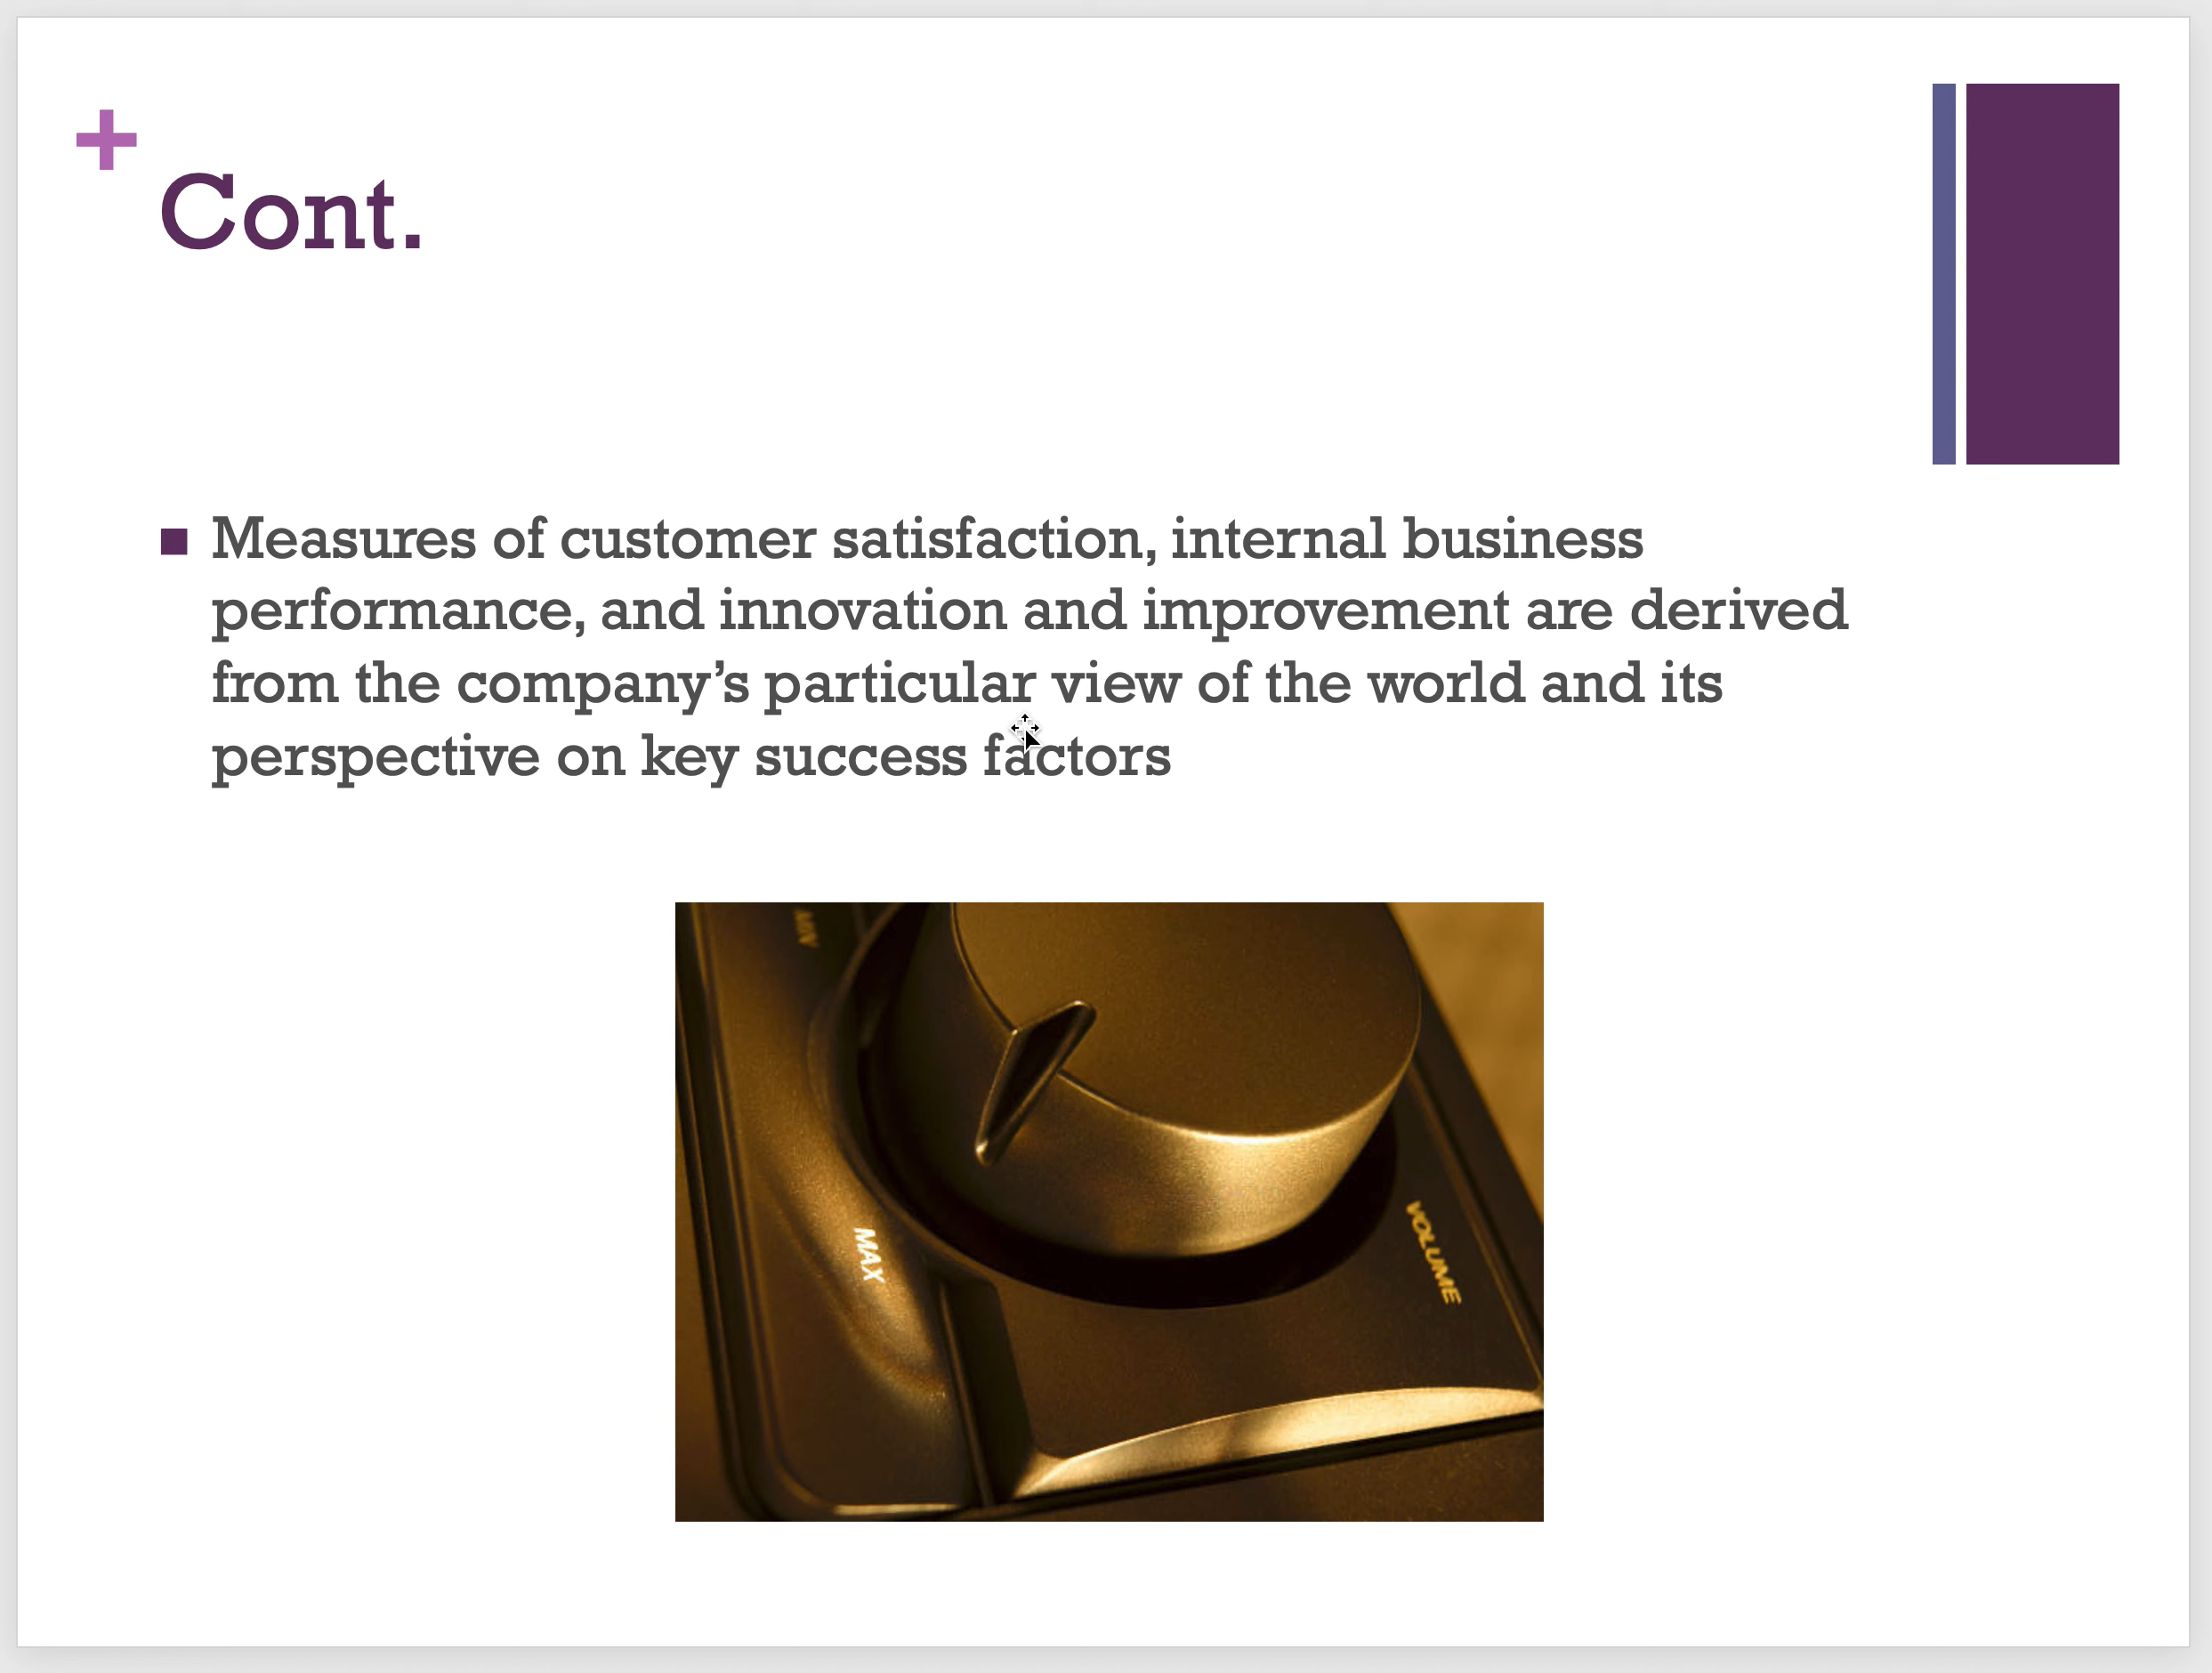 +
Cont.
■ Measures of customer satisfaction, internal business
performance, and innovation and improvement are derived
from the company’s particular view of the world and its
perspective on key success factors
MAX
VOLUME